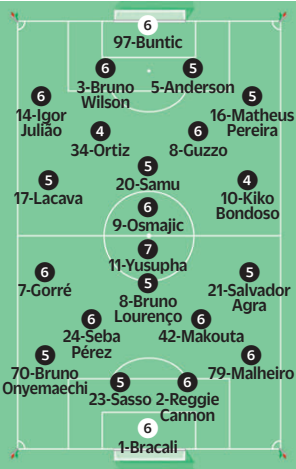 6
97-Buntic
6
3-Bruno
Wilson
5
5-Anderson
6
14-Igor
Julião
5
16-Matheus
Pereira
4
34-Ortiz
6
8-Guzzo
5
20-Samu
5
17-Lacava
4
10-Kiko
Bondoso
6
9-Osmajic
7
11-Yusupha
6
7-Gorré
5
8-Bruno
Lourenço
5
21-Salvador
Agra
6
24-Seba
Pérez
6
42-Makouta
5
70-Bruno
Onyemaechi
6
79-Malheiro
5
23-Sasso
6
2-Reggie
Cannon
6
1-Bracali